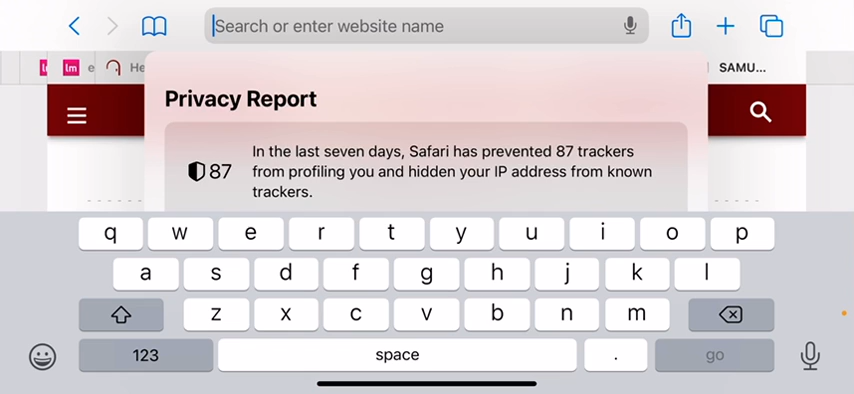 Search or enter website name
lm
lm
e
He
SAMU...
Privacy Report
87
In the last seven days, Safari has prevented 87 trackers
from profiling you and hidden your IP address from known
trackers.
q w e r t y u i o p
a s d f g h j k l
z x c v b n m
123 space . go